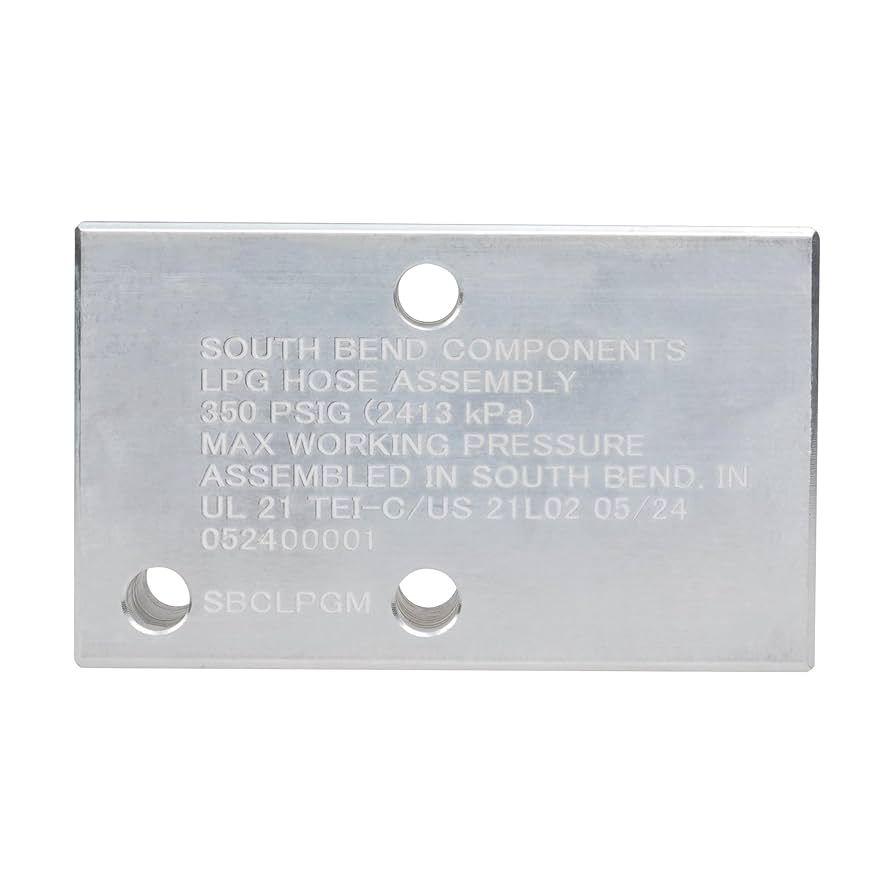 SOUTH BEND COMPONENTS
LPG HOSE ASSEMBLY
350 PSIG (2413 kPa)
MAX WORKING PRESSURE
ASSEMBLED IN SOUTH BEND, IN
UL 21 TEI-C/US 21L02 05/24
052400001
SBCLPGM